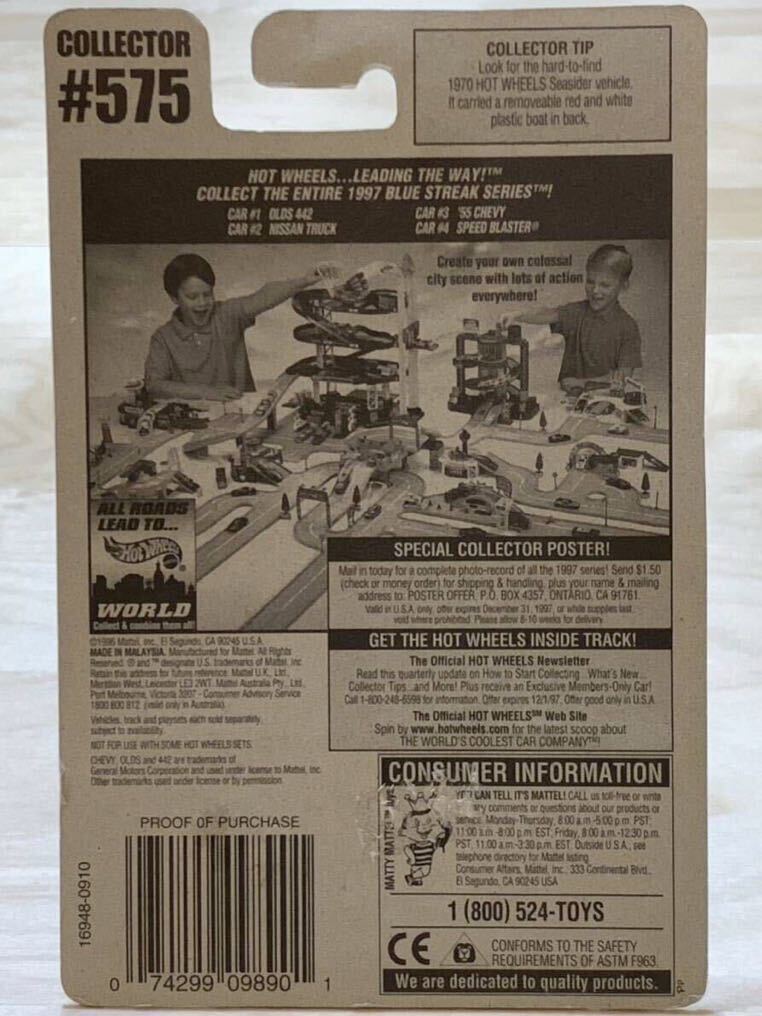 COLLECTOR
#575
COLLECTOR TIP
Look for the hard-to-find
1970 HOT WHEELS Seasider vehicle.
It carried a removeable red and white
plastic boat in back.
HOT WHEELS...LEADING THE WAY!™
COLLECT THE ENTIRE 1997 BLUE STREAK SERIES™!
CAR #1 OLDS 442
CAR #2 NISSAN TRUCK
CAR #3 '55 CHEVY
CAR #4 SPEED BLASTER®
Create your own colossal
city scene with lots of action
everywhere!
ALL ROADS
LEAD TO...
Hot Wheels®
WORLD
Collect & combine them all!
SPECIAL COLLECTOR POSTER!
Mail in today for a complete photo-record of all the 1997 series! Send $1.50
(check or money order) for shipping & handling, plus your name & mailing
address to: POSTER OFFER, P.O. BOX 4357, ONTARIO, CA 91761.
Valid in U.S.A. only, offer expires December 31, 1997, or while supplies last,
void where prohibited. Please allow 8-10 weeks for delivery.
GET THE HOT WHEELS INSIDE TRACK!
The Official HOT WHEELS Newsletter
Read this quarterly update on How to Start Collecting...What's New...
Collector Tips...and More! Plus receive an Exclusive Members-Only Car!
Call 1-800-248-6598 for information. Offer expires 12/1/97. Offer good only in U.S.A.
The Official HOT WHEELS℠ Web Site
Spin by www.hotwheels.com for the latest scoop about
THE WORLD'S COOLEST CAR COMPANY™!
©1996 Mattel, Inc., El Segundo, CA 90245 U.S.A.
MADE IN MALAYSIA. Manufactured for Mattel. All Rights
Reserved. ® and ™ designate U.S. trademarks of Mattel, Inc.
Retain this address for future reference: Mattel U.K. Ltd.,
Meridian West, Leicester LE3 2WT. Mattel Australia Pty., Ltd.,
Port Melbourne, Victoria 3207 - Consumer Advisory Service
1800 800 812 (valid only in Australia).
Vehicles, track and playsets each sold separately,
subject to availability.
NOT FOR USE WITH SOME HOT WHEELS SETS.
CHEVY, OLDS and 442 are trademarks of
General Motors Corporation and used under license to Mattel, Inc.
Other trademarks used under license or by permission.
CONSUMER INFORMATION
MATTY MATTEL
YOU CAN TELL IT'S MATTEL! CALL us toll-free or write
any comments or questions about our products or
service. Monday-Thursday, 8:00 a.m.-5:00 p.m. PST;
11:00 a.m.-8:00 p.m. EST; Friday, 8:00 a.m.-12:30 p.m.
PST, 11:00 a.m.-3:30 p.m. EST. Outside U.S.A., see
telephone directory for Mattel listing.
Consumer Affairs, Mattel, Inc., 333 Continental Blvd.,
El Segundo, CA 90245 USA
1 (800) 524-TOYS
CE
CONFORMS TO THE SAFETY
REQUIREMENTS OF ASTM F963.
We are dedicated to quality products.
PROOF OF PURCHASE
16948-0910
0 74299 09890 1